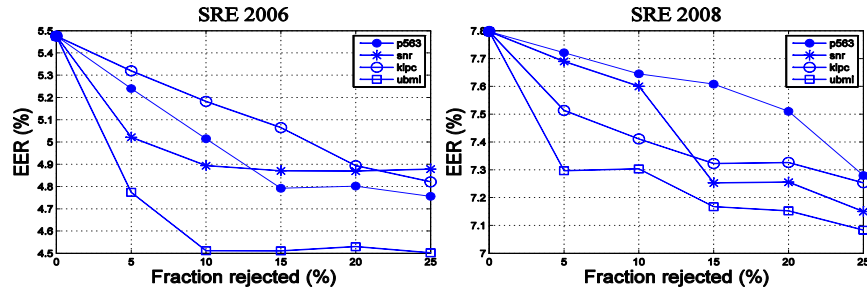 SRE 2006
5.5
5.4
5.3
5.2
5.1
5
4.9
4.8
4.7
4.6
4.5
EER (%)
p563
snr
klpc
ubml
0
5
10
15
20
25
Fraction rejected (%)
SRE 2008
7.8
7.7
7.6
7.5
7.4
7.3
7.2
7.1
7
EER (%)
p563
snr
klpc
ubml
0
5
10
15
20
25
Fraction rejected (%)